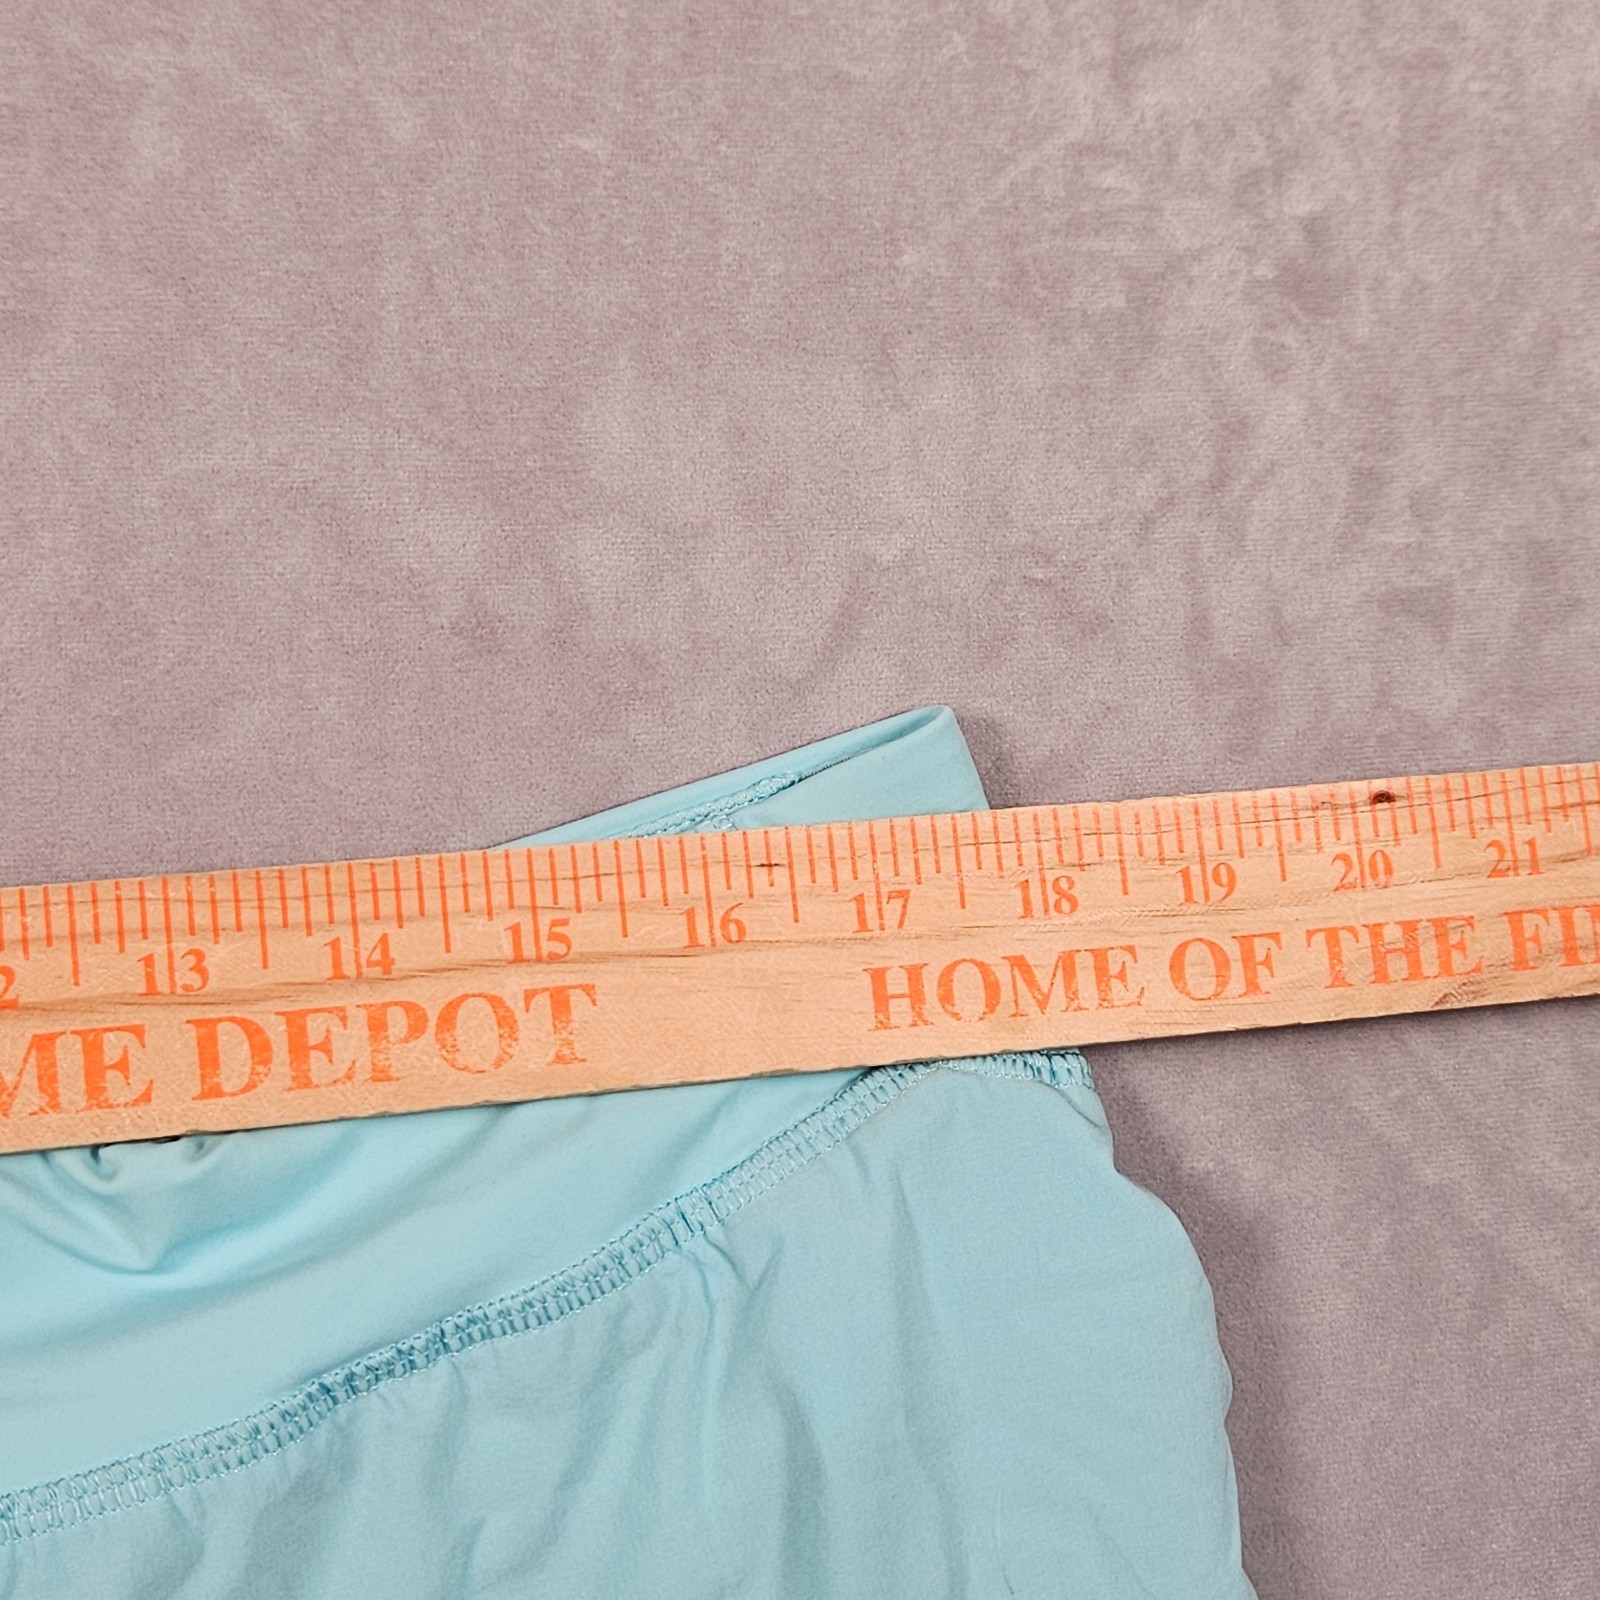 2 13 14 15 16 17 18 19 20 21
ME DEPOT HOME OF THE FI